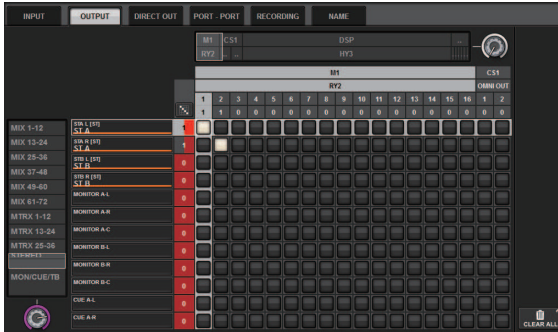 INPUT OUTPUT DIRECT OUT PORT - PORT RECORDING NAME
M1 CS1 DSP ...
RY2 ... ... HY3
M1 CS1
RY2 OMNI OUT
1 2 3 4 5 6 7 8 9 10 11 12 13 14 15 16 1 2
1 1 0 0 0 0 0 0 0 0 0 0 0 0 0 0 0 0
MIX 1-12
MIX 13-24
MIX 25-36
MIX 37-48
MIX 49-60
MIX 61-72
MTRX 1-12
MTRX 13-24
MTRX 25-36
STEREO
MON/CUE/TB
STA L [ST]
ST A 1
STA R [ST]
ST A 1
STB L [ST]
ST B 0
STB R [ST]
ST B 0
MONITOR A-L 0
MONITOR A-R 0
MONITOR A-C 0
MONITOR B-L 0
MONITOR B-R 0
MONITOR B-C 0
CUE A-L 0
CUE A-R 0
CLEAR ALL